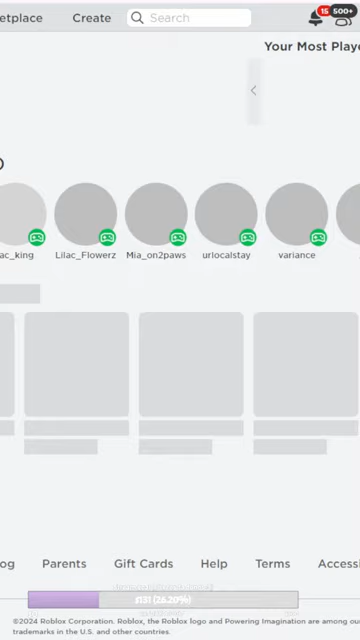 etplace Create Search 15 500+
Your Most Playe
ac_king Lilac_Flowerz Mia_on2paws urlocalstay variance
og Parents Gift Cards Help Terms Accessi
$131 (26.20%)
©2024 Roblox Corporation. Roblox, the Roblox logo and Powering Imagination are among ou
trademarks in the U.S. and other countries.